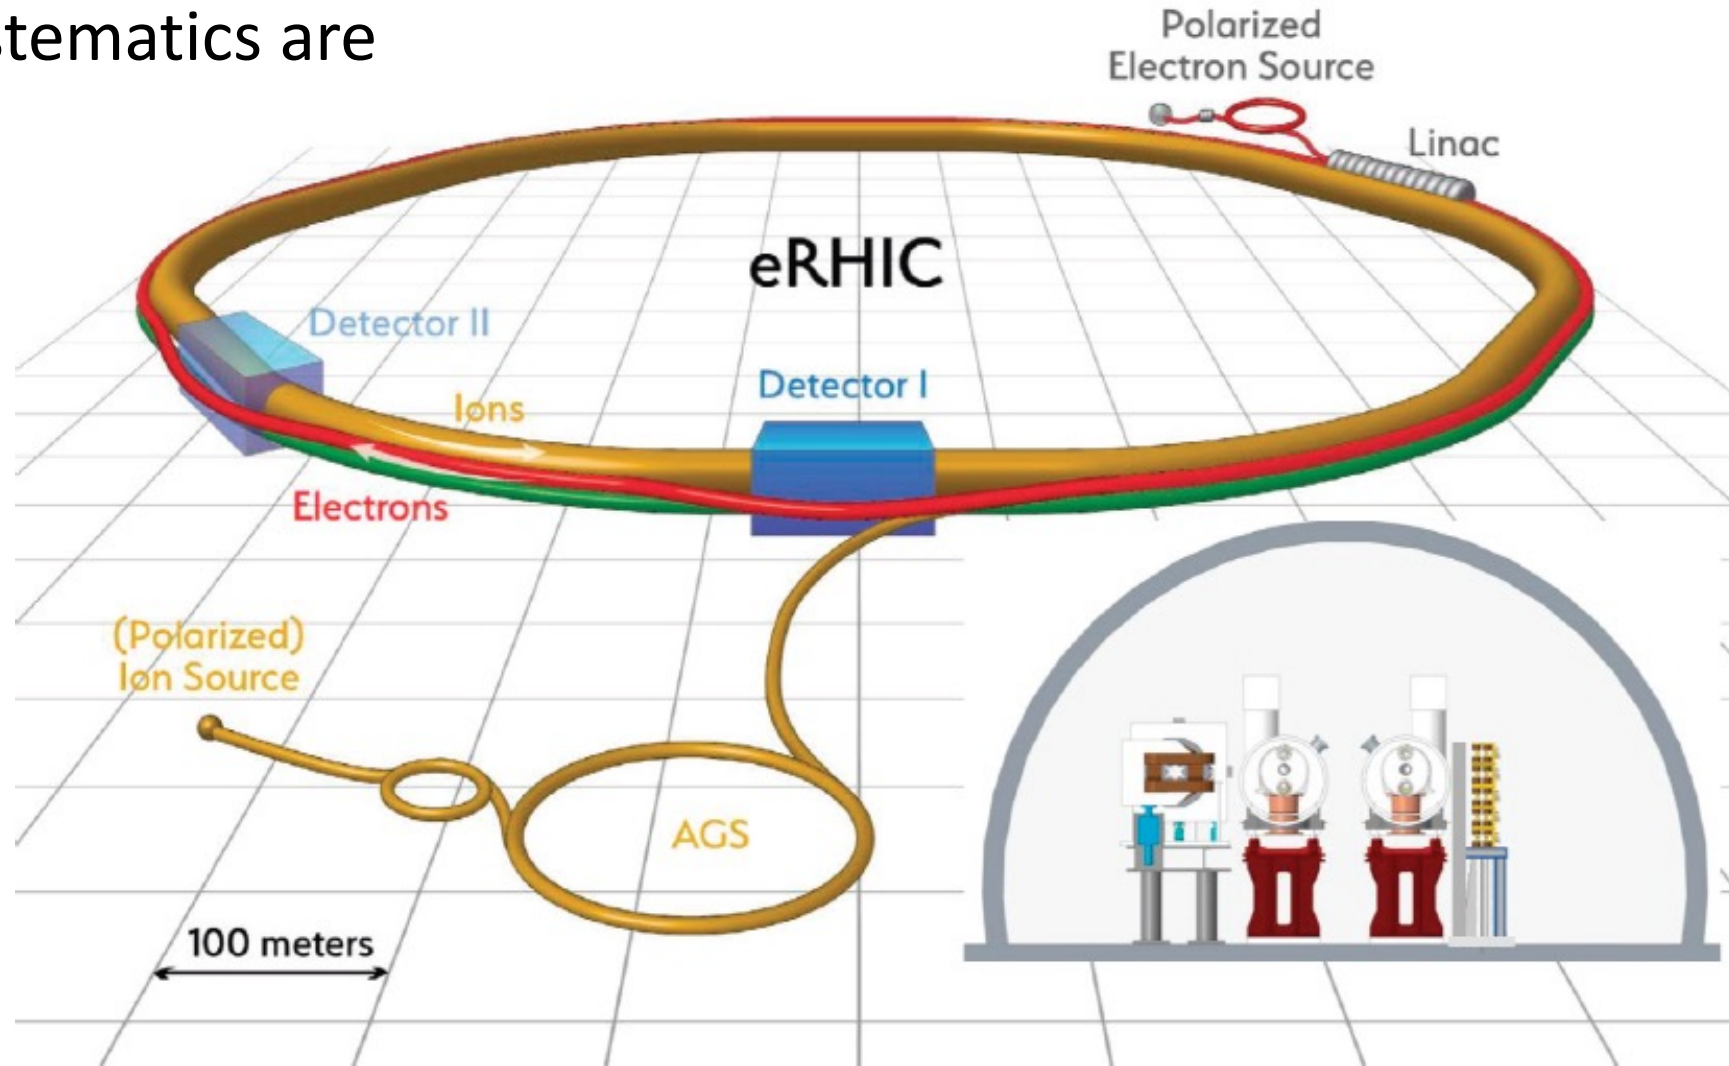 stematics are
Polarized
Electron Source
Linac
eRHIC
Detector II
Detector I
Ions
Electrons
(Polarized)
Ion Source
AGS
100 meters